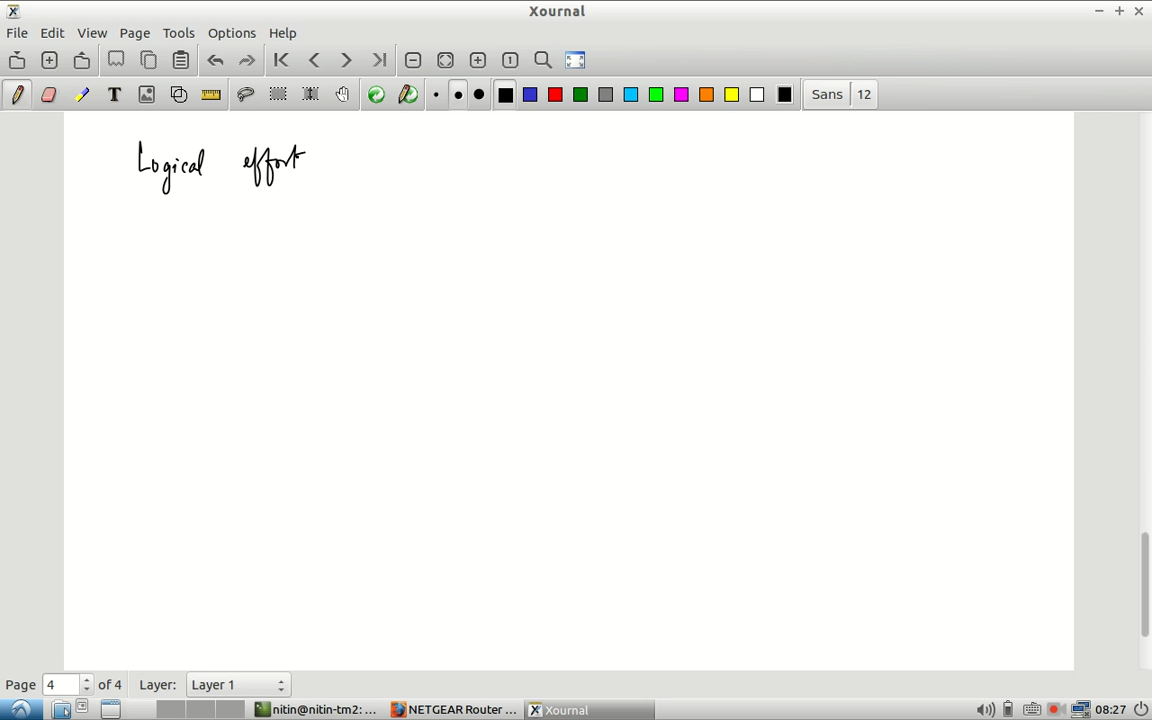 Xournal
File Edit View Page Tools Options Help
Sans 12
Logical effort
Page 4 of 4 Layer: Layer 1
nitin@nitin-tm2: ... NETGEAR Router ... Xournal 08:27